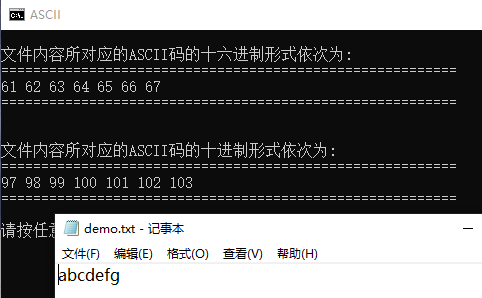 ASCII
文件内容所对应的ASCII码的十六进制形式依次为:
==========================================================
61 62 63 64 65 66 67
==========================================================
文件内容所对应的ASCII码的十进制形式依次为:
==========================================================
97 98 99 100 101 102 103
==========================================================
请按任意
demo.txt - 记事本
文件(F) 编辑(E) 格式(O) 查看(V) 帮助(H)
abcdefg